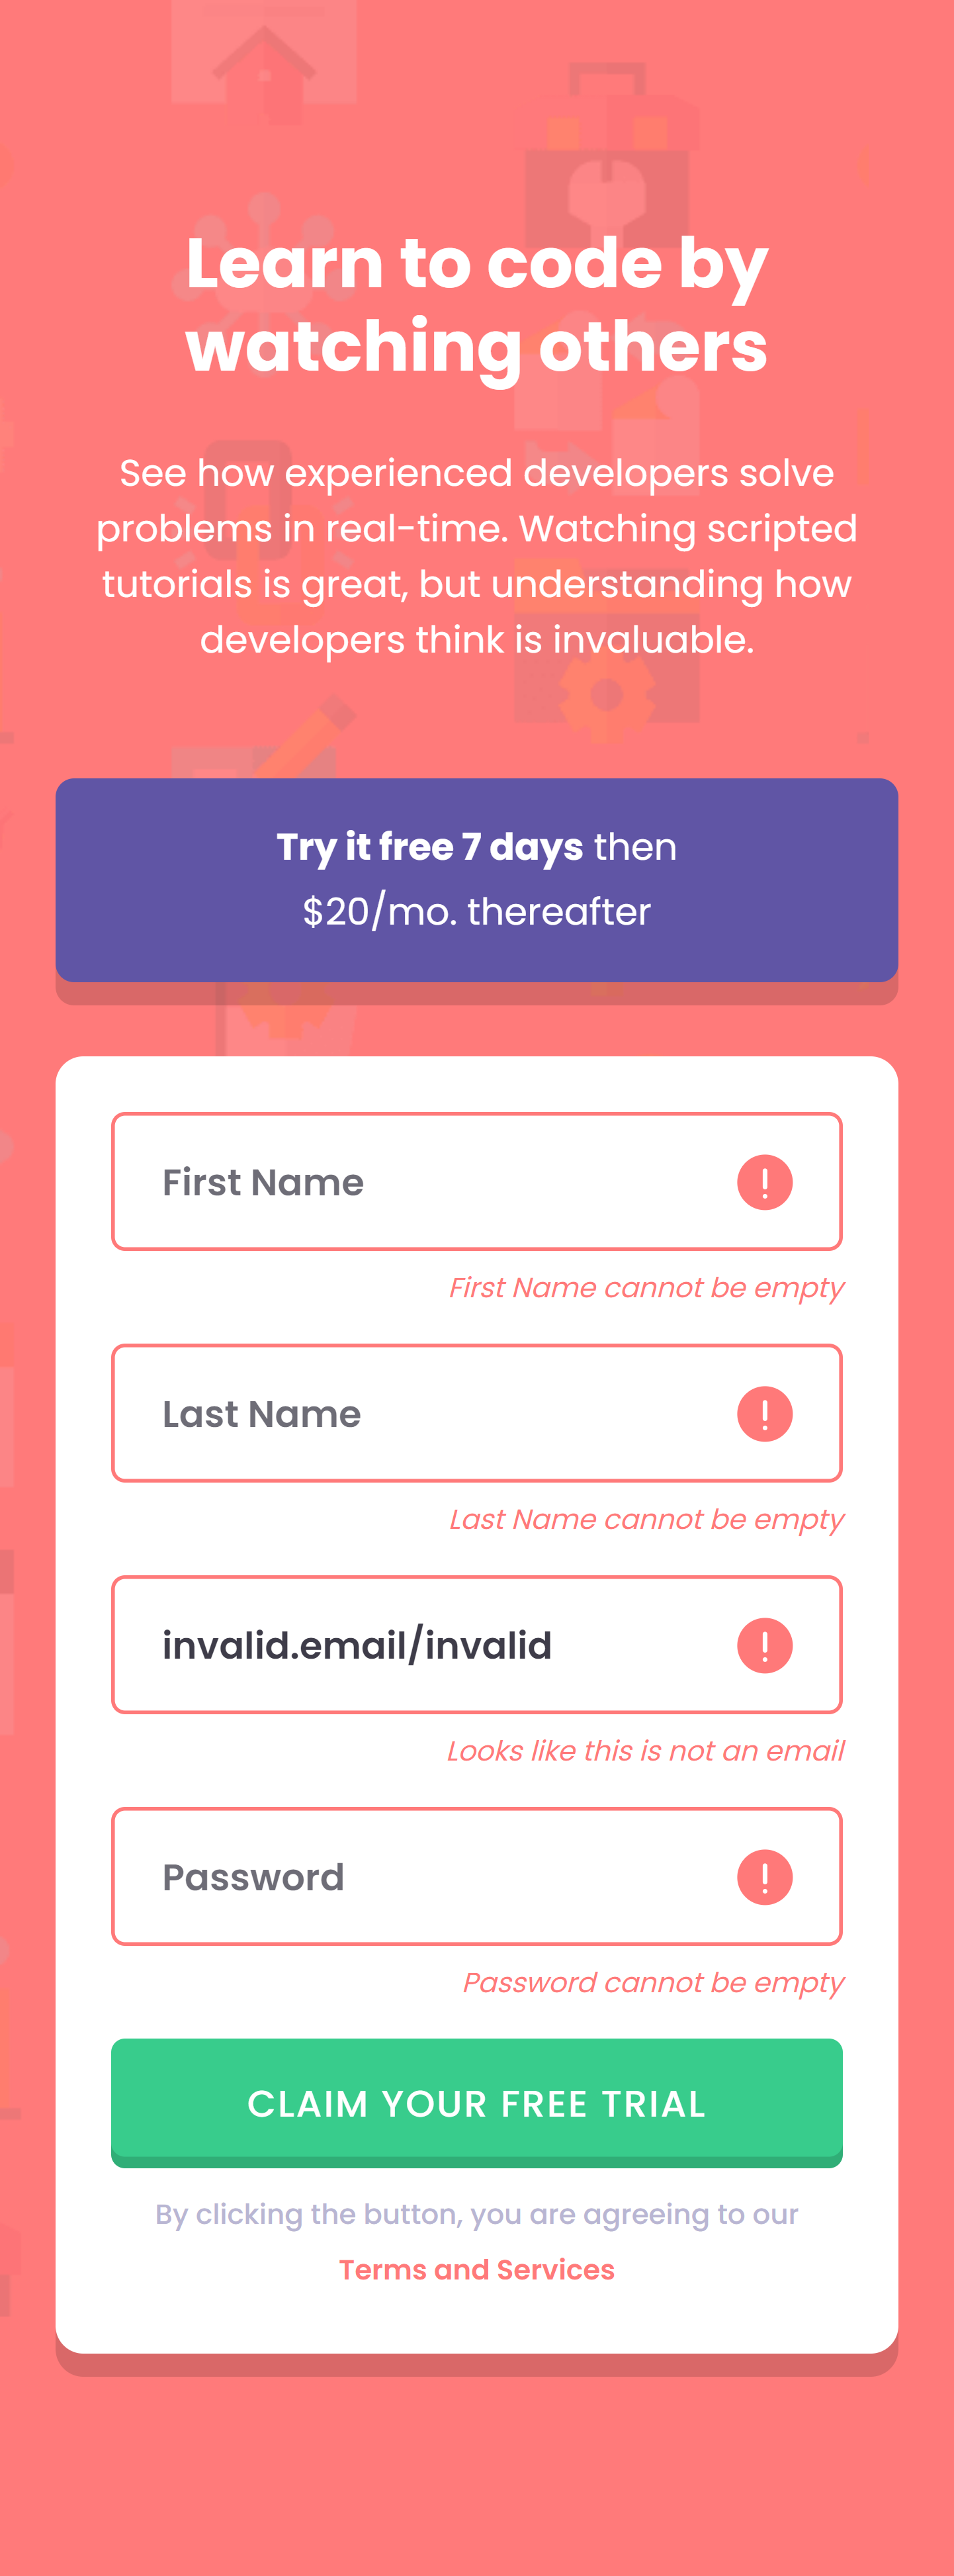 Learn to code by
watching others
See how experienced developers solve
problems in real-time. Watching scripted
tutorials is great, but understanding how
developers think is invaluable.
Try it free 7 days then
$20/mo. thereafter
First Name
First Name cannot be empty
Last Name
Last Name cannot be empty
invalid.email/invalid
Looks like this is not an email
Password
Password cannot be empty
CLAIM YOUR FREE TRIAL
By clicking the button, you are agreeing to our
Terms and Services